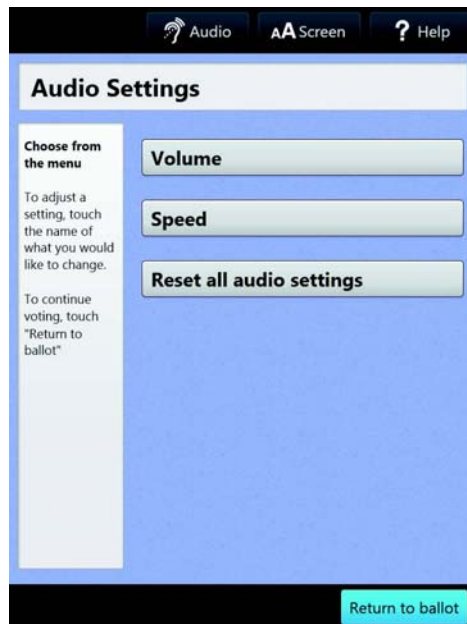 Audio
AA Screen
? Help
Audio Settings
Choose from
the menu
To adjust a
setting, touch
the name of
what you would
like to change.
To continue
voting, touch
"Return to
ballot"
Volume
Speed
Reset all audio settings
Return to ballot